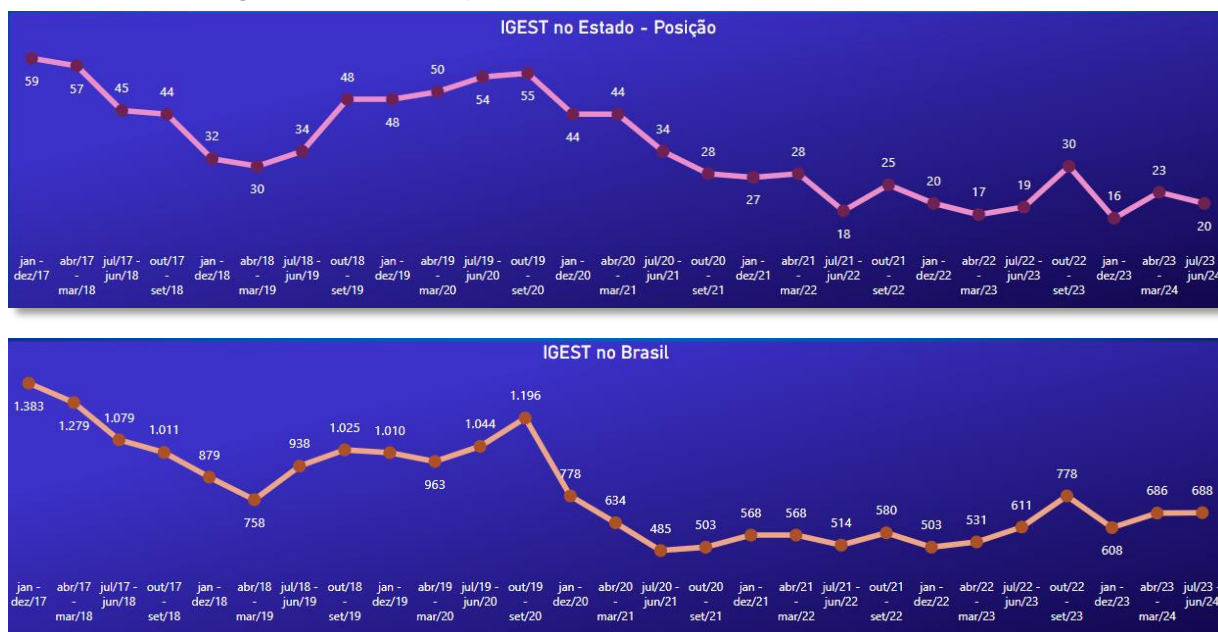 IGEST no Estado - Posição
59 57 45 44 32 30 34 48 48 50 54 55 44 44 34 28 27 28 18 25 20 17 19 30 16 23 20
jan - abr/17 jul/17 - out/17 jan - abr/18 jul/18 - out/18 jan - abr/19 jul/19 - out/19 jan - abr/20 jul/20 - out/20 jan - abr/21 jul/21 - out/21 jan - abr/22 jul/22 - out/22 jan - abr/23 jul/23
dez/17 - jun/18 - dez/18 - jun/19 - dez/19 - jun/20 - dez/20 - jun/21 - dez/21 - jun/22 - dez/22 - jun/23 - dez/23 - jun/24
mar/18 set/18 mar/19 set/19 mar/20 set/20 mar/21 set/21 mar/22 set/22 mar/23 set/23 mar/24
IGEST no Brasil
1.383 1.279 1.079 1.011 879 758 938 1.025 1.010 963 1.044 1.196 778 634 485 503 568 568 514 580 503 531 611 778 608 686 688
jan - abr/17 jul/17 - out/17 jan - abr/18 jul/18 - out/18 jan - abr/19 jul/19 - out/19 jan - abr/20 jul/20 - out/20 jan - abr/21 jul/21 - out/21 jan - abr/22 jul/22 - out/22 jan - abr/23 jul/23 -
dez/17 - jun/18 - dez/18 - jun/19 - dez/19 - jun/20 - dez/20 - jun/21 - dez/21 - jun/22 - dez/22 - jun/23 - dez/23 - jun/24
mar/18 set/18 mar/19 set/19 mar/20 set/20 mar/21 set/21 mar/22 set/22 mar/23 set/23 mar/24